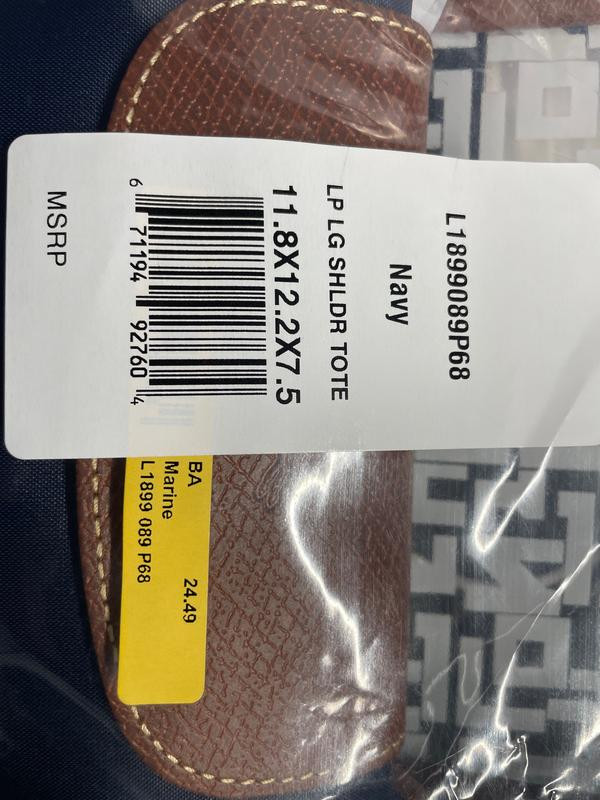 L1899089P68
Navy
LP LG SHLDR TOTE
11.8X12.2X7.5
6 71194 92760 4
MSRP
BA 24.49
Marine
L1899 089 P68